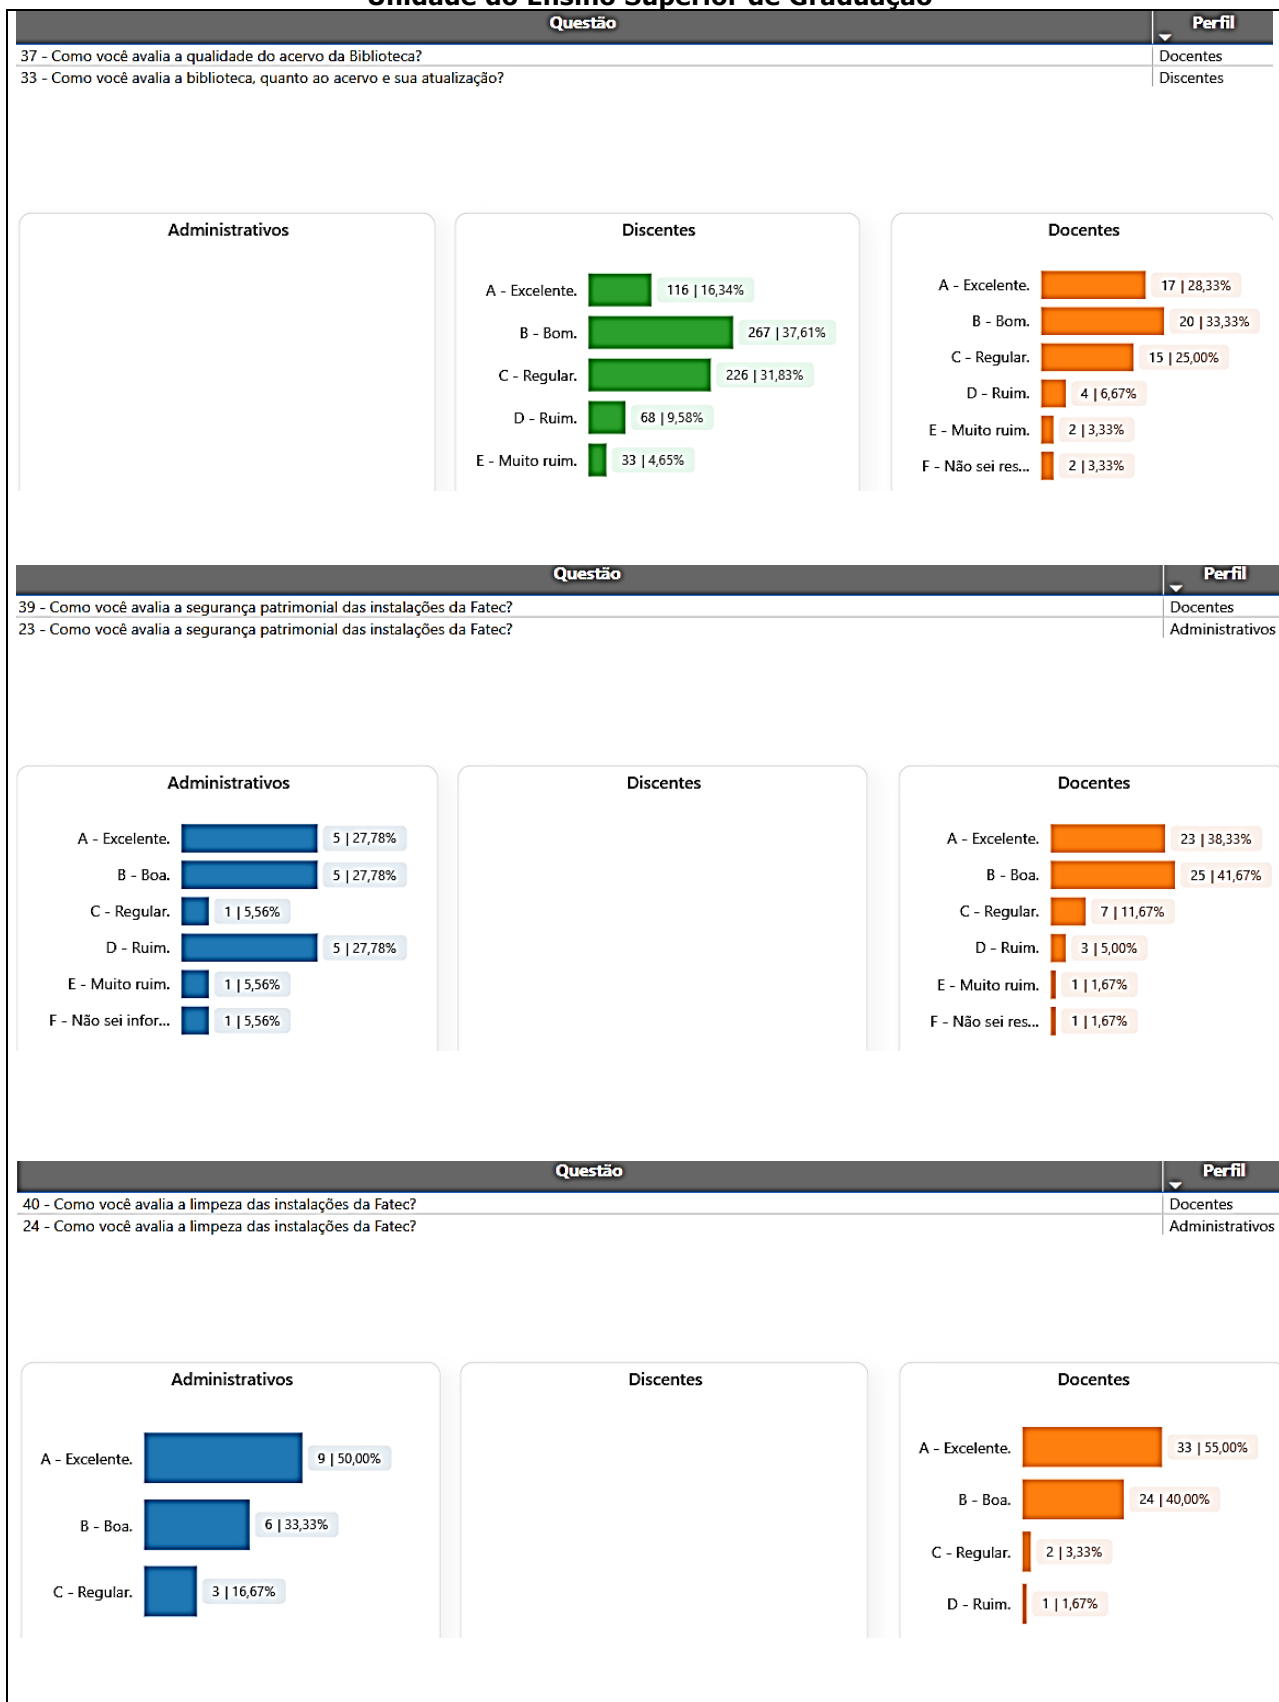 Unidade do Ensino Superior de Graduação
Questão Perfil
37 - Como você avalia a qualidade do acervo da Biblioteca? Docentes
33 - Como você avalia a biblioteca, quanto ao acervo e sua atualização? Discentes
Administrativos
Discentes
A - Excelente. 116 | 16,34%
B - Bom. 267 | 37,61%
C - Regular. 226 | 31,83%
D - Ruim. 68 | 9,58%
E - Muito ruim. 33 | 4,65%
Docentes
A - Excelente. 17 | 28,33%
B - Bom. 20 | 33,33%
C - Regular. 15 | 25,00%
D - Ruim. 4 | 6,67%
E - Muito ruim. 2 | 3,33%
F - Não sei res... 2 | 3,33%
Questão Perfil
39 - Como você avalia a segurança patrimonial das instalações da Fatec? Docentes
23 - Como você avalia a segurança patrimonial das instalações da Fatec? Administrativos
Administrativos
A - Excelente. 5 | 27,78%
B - Boa. 5 | 27,78%
C - Regular. 1 | 5,56%
D - Ruim. 5 | 27,78%
E - Muito ruim. 1 | 5,56%
F - Não sei infor... 1 | 5,56%
Discentes
Docentes
A - Excelente. 23 | 38,33%
B - Boa. 25 | 41,67%
C - Regular. 7 | 11,67%
D - Ruim. 3 | 5,00%
E - Muito ruim. 1 | 1,67%
F - Não sei res... 1 | 1,67%
Questão Perfil
40 - Como você avalia a limpeza das instalações da Fatec? Docentes
24 - Como você avalia a limpeza das instalações da Fatec? Administrativos
Administrativos
A - Excelente. 9 | 50,00%
B - Boa. 6 | 33,33%
C - Regular. 3 | 16,67%
Discentes
Docentes
A - Excelente. 33 | 55,00%
B - Boa. 24 | 40,00%
C - Regular. 2 | 3,33%
D - Ruim. 1 | 1,67%